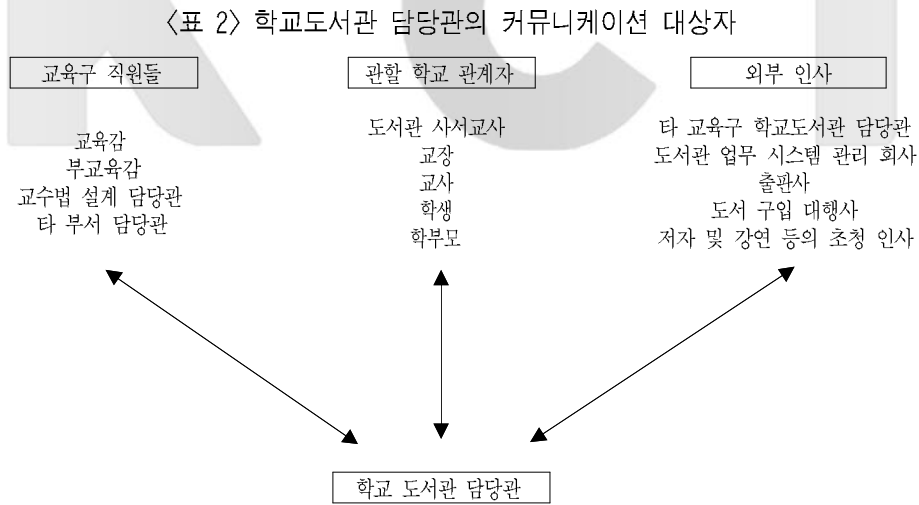 〈표 2〉 학교도서관 담당관의 커뮤니케이션 대상자
교육구 직원들
교육감
부교육감
교수법 설계 담당관
타 부서 담당관
관할 학교 관계자
도서관 사서교사
교장
교사
학생
학부모
외부 인사
타 교육구 학교도서관 담당관
도서관 업무 시스템 관리 회사
출판사
도서 구입 대행사
저자 및 강연 등의 초청 인사
학교 도서관 담당관